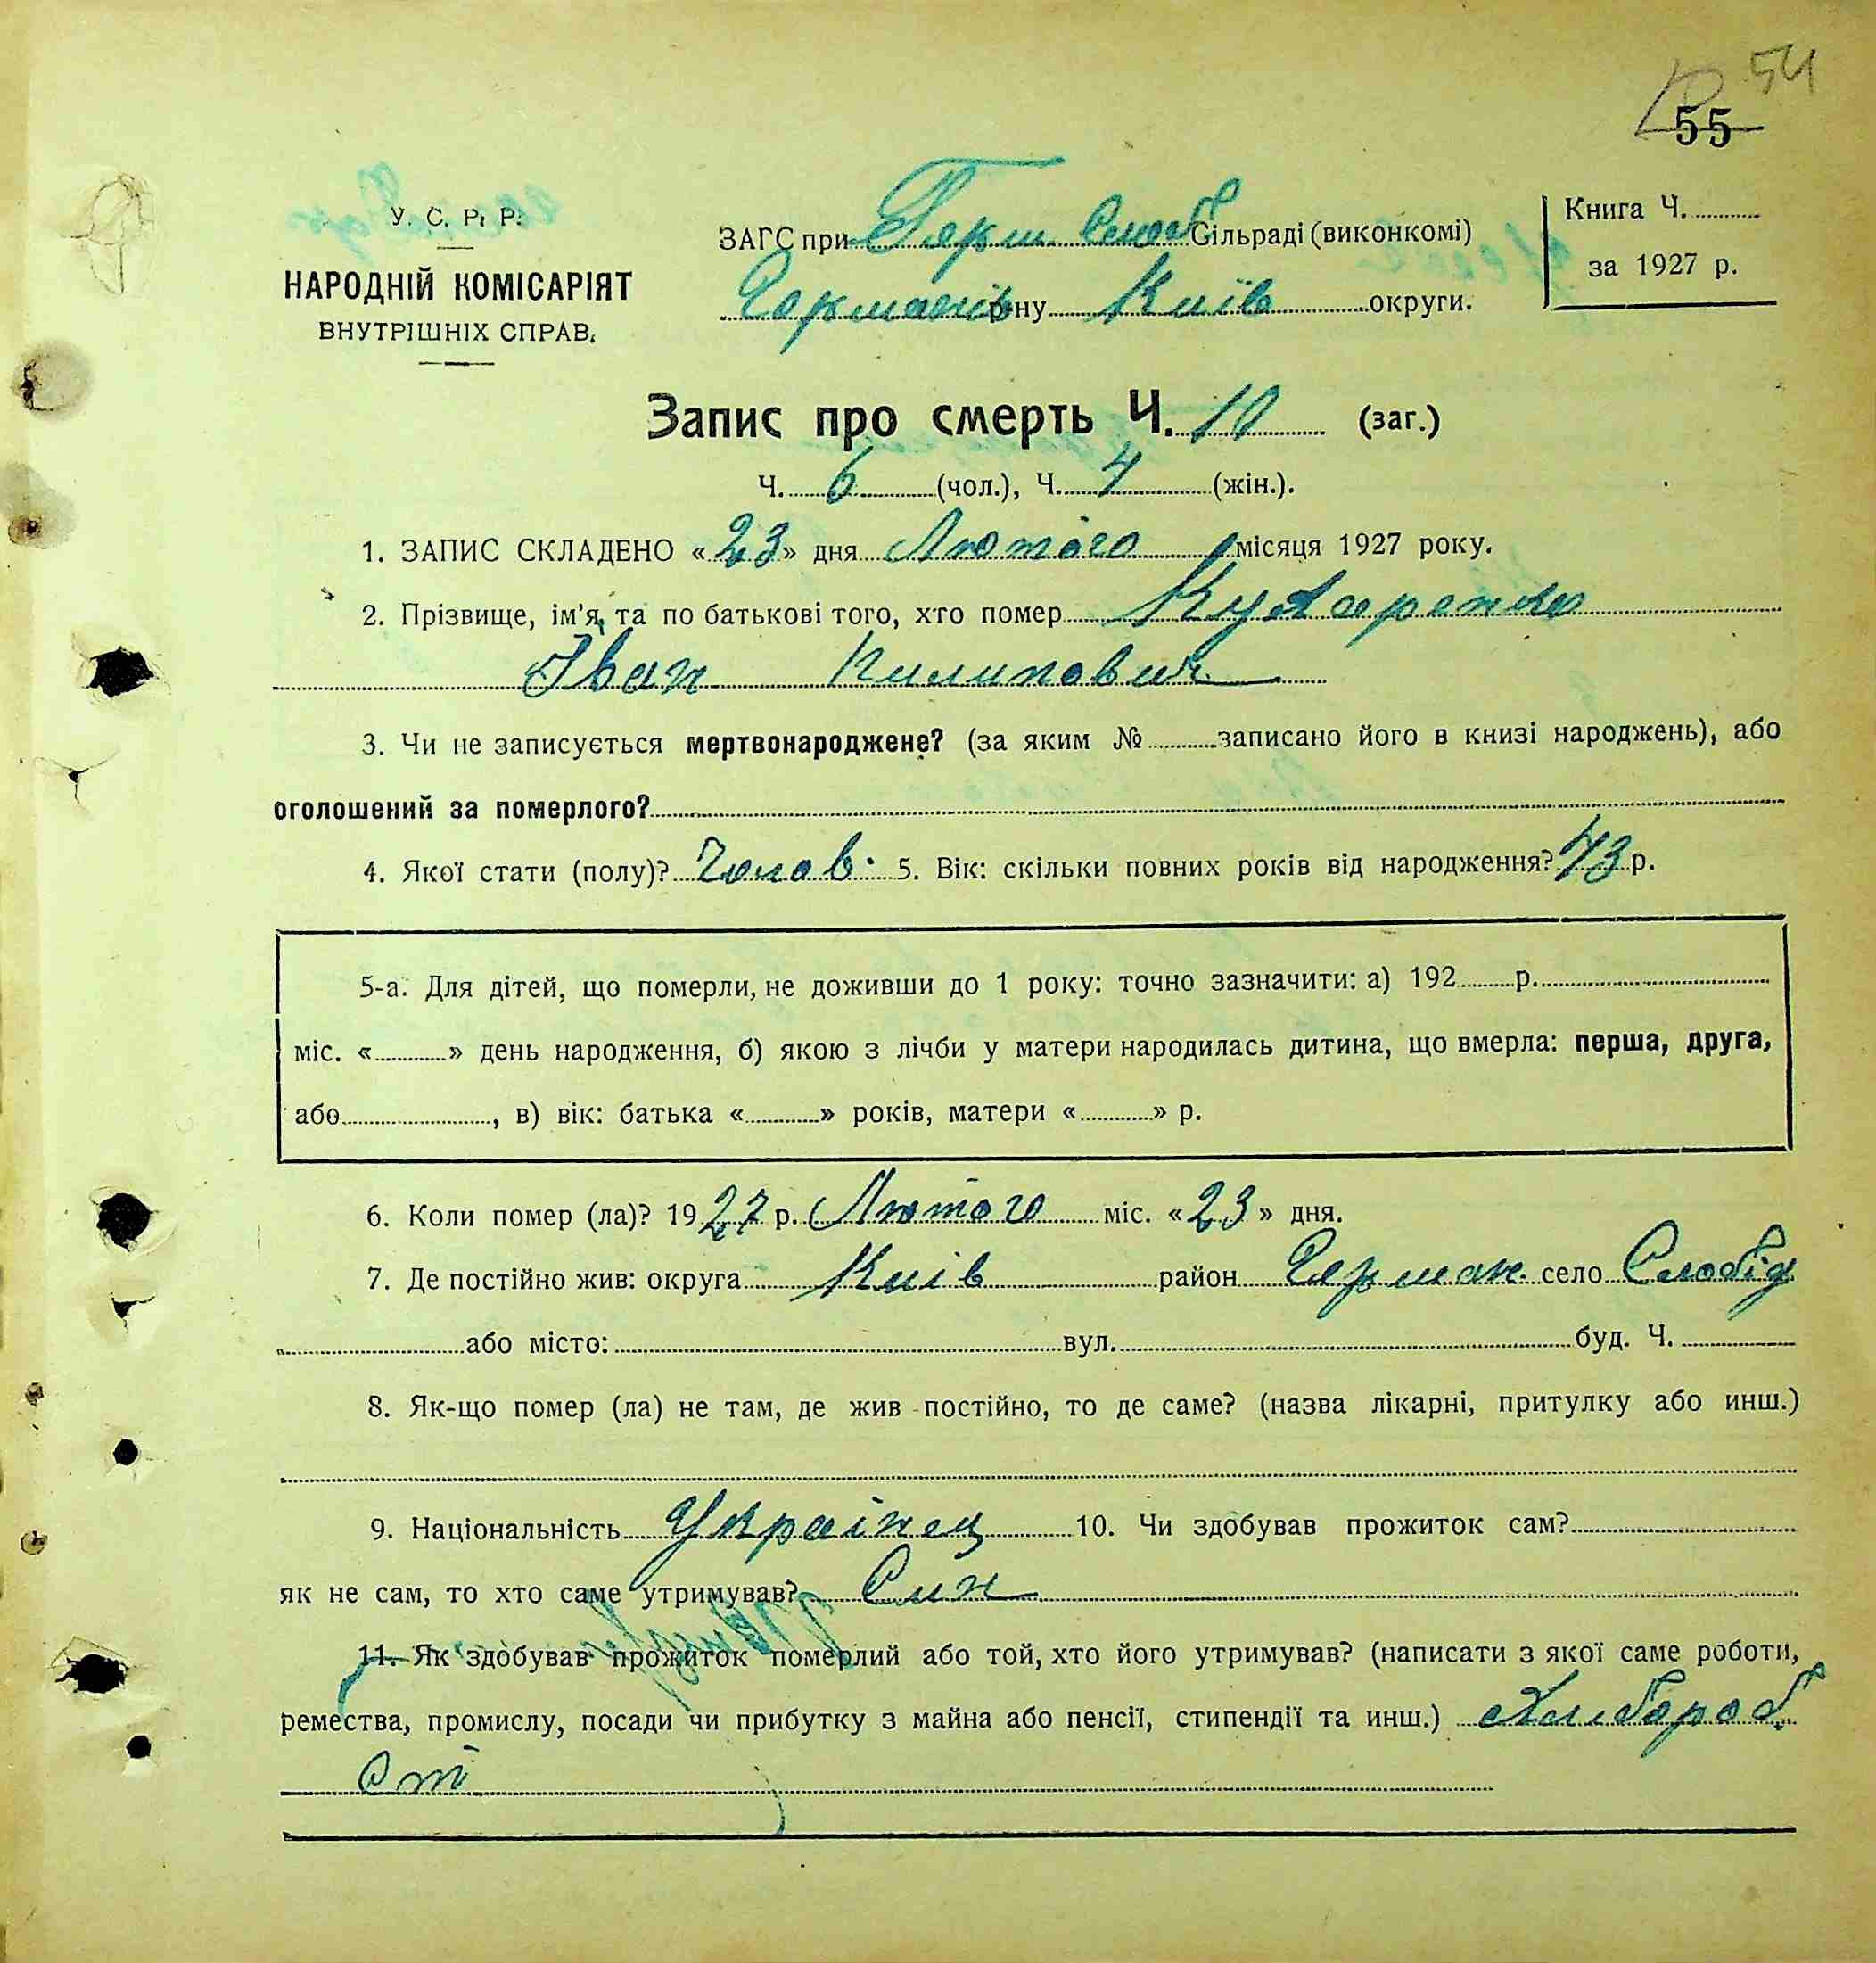 54
55
У. С. Р. Р.
НАРОДНІЙ КОМІСАРІЯТ
ВНУТРІШНІХ СПРАВ.
ЗАГС при Герм Слоб Сільраді (виконкомі)
Германів р-ну Київ округи.
Книга Ч.
за 1927 р.
Запис про смерть Ч. 10 (заг.)
Ч. 6 (чол.), Ч. 4 (жін.).
1. ЗАПИС СКЛАДЕНО «23» дня Лютого місяця 1927 року.
2. Прізвище, ім'я, та по батькові того, хто помер Кухаренко
Іван Пилипович
3. Чи не записується мертвонароджене? (за яким № записано його в книзі народжень), або
оголошений за померлого?
4. Якої стати (полу)? Чолов. 5. Вік: скільки повних років від народження? 73 р.
5-а. Для дітей, що померли, не доживши до 1 року: точно зазначити: а) 192 р.
міс. « » день народження, б) якою з лічби у матери народилась дитина, що вмерла: перша, друга,
або , в) вік: батька « » років, матери « » р.
6. Коли помер (ла)? 1927 р. Лютого міс. «23» дня.
7. Де постійно жив: округа Київ район Герман. село Слобід
або місто: вул. буд. Ч.
8. Як-що помер (ла) не там, де жив постійно, то де саме? (назва лікарні, притулку або инш.)
9. Національність Українец 10. Чи здобував прожиток сам?
як не сам, то хто саме утримував? Син
11. Як здобував прожиток померлий або той, хто його утримував? (написати з якої саме роботи,
ремества, промислу, посади чи прибутку з майна або пенсії, стипендії та инш.) Хлибороб
ст